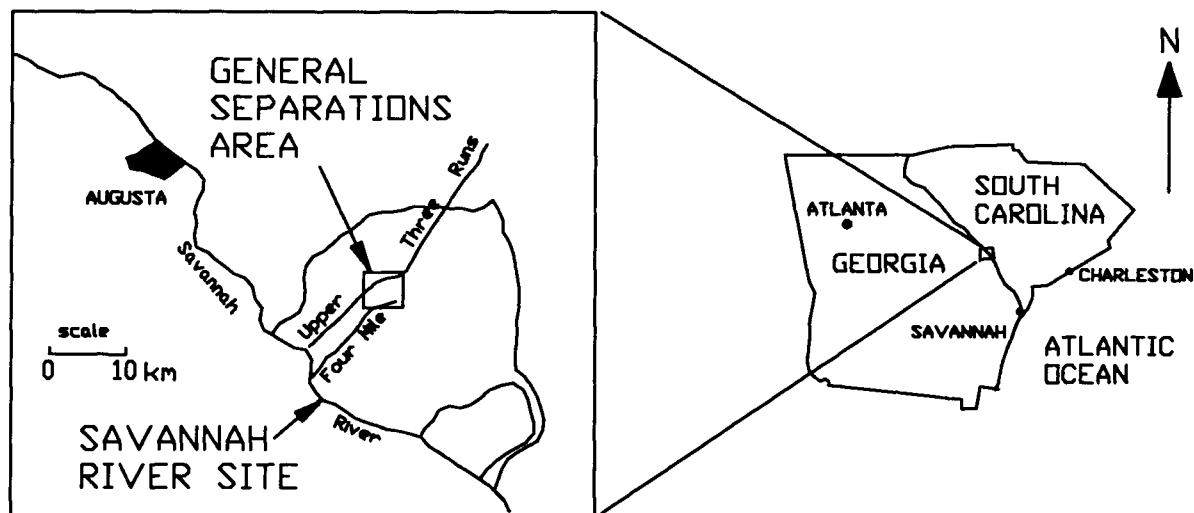 GENERAL
SEPARATIONS
AREA
AUGUSTA
Savannah
Three
Runs
Upper
Four Mile
scale
0 10 km
SAVANNAH
RIVER SITE
River
N
SOUTH
CAROLINA
ATLANTA
GEORGIA
CHARLESTON
SAVANNAH
ATLANTIC
OCEAN